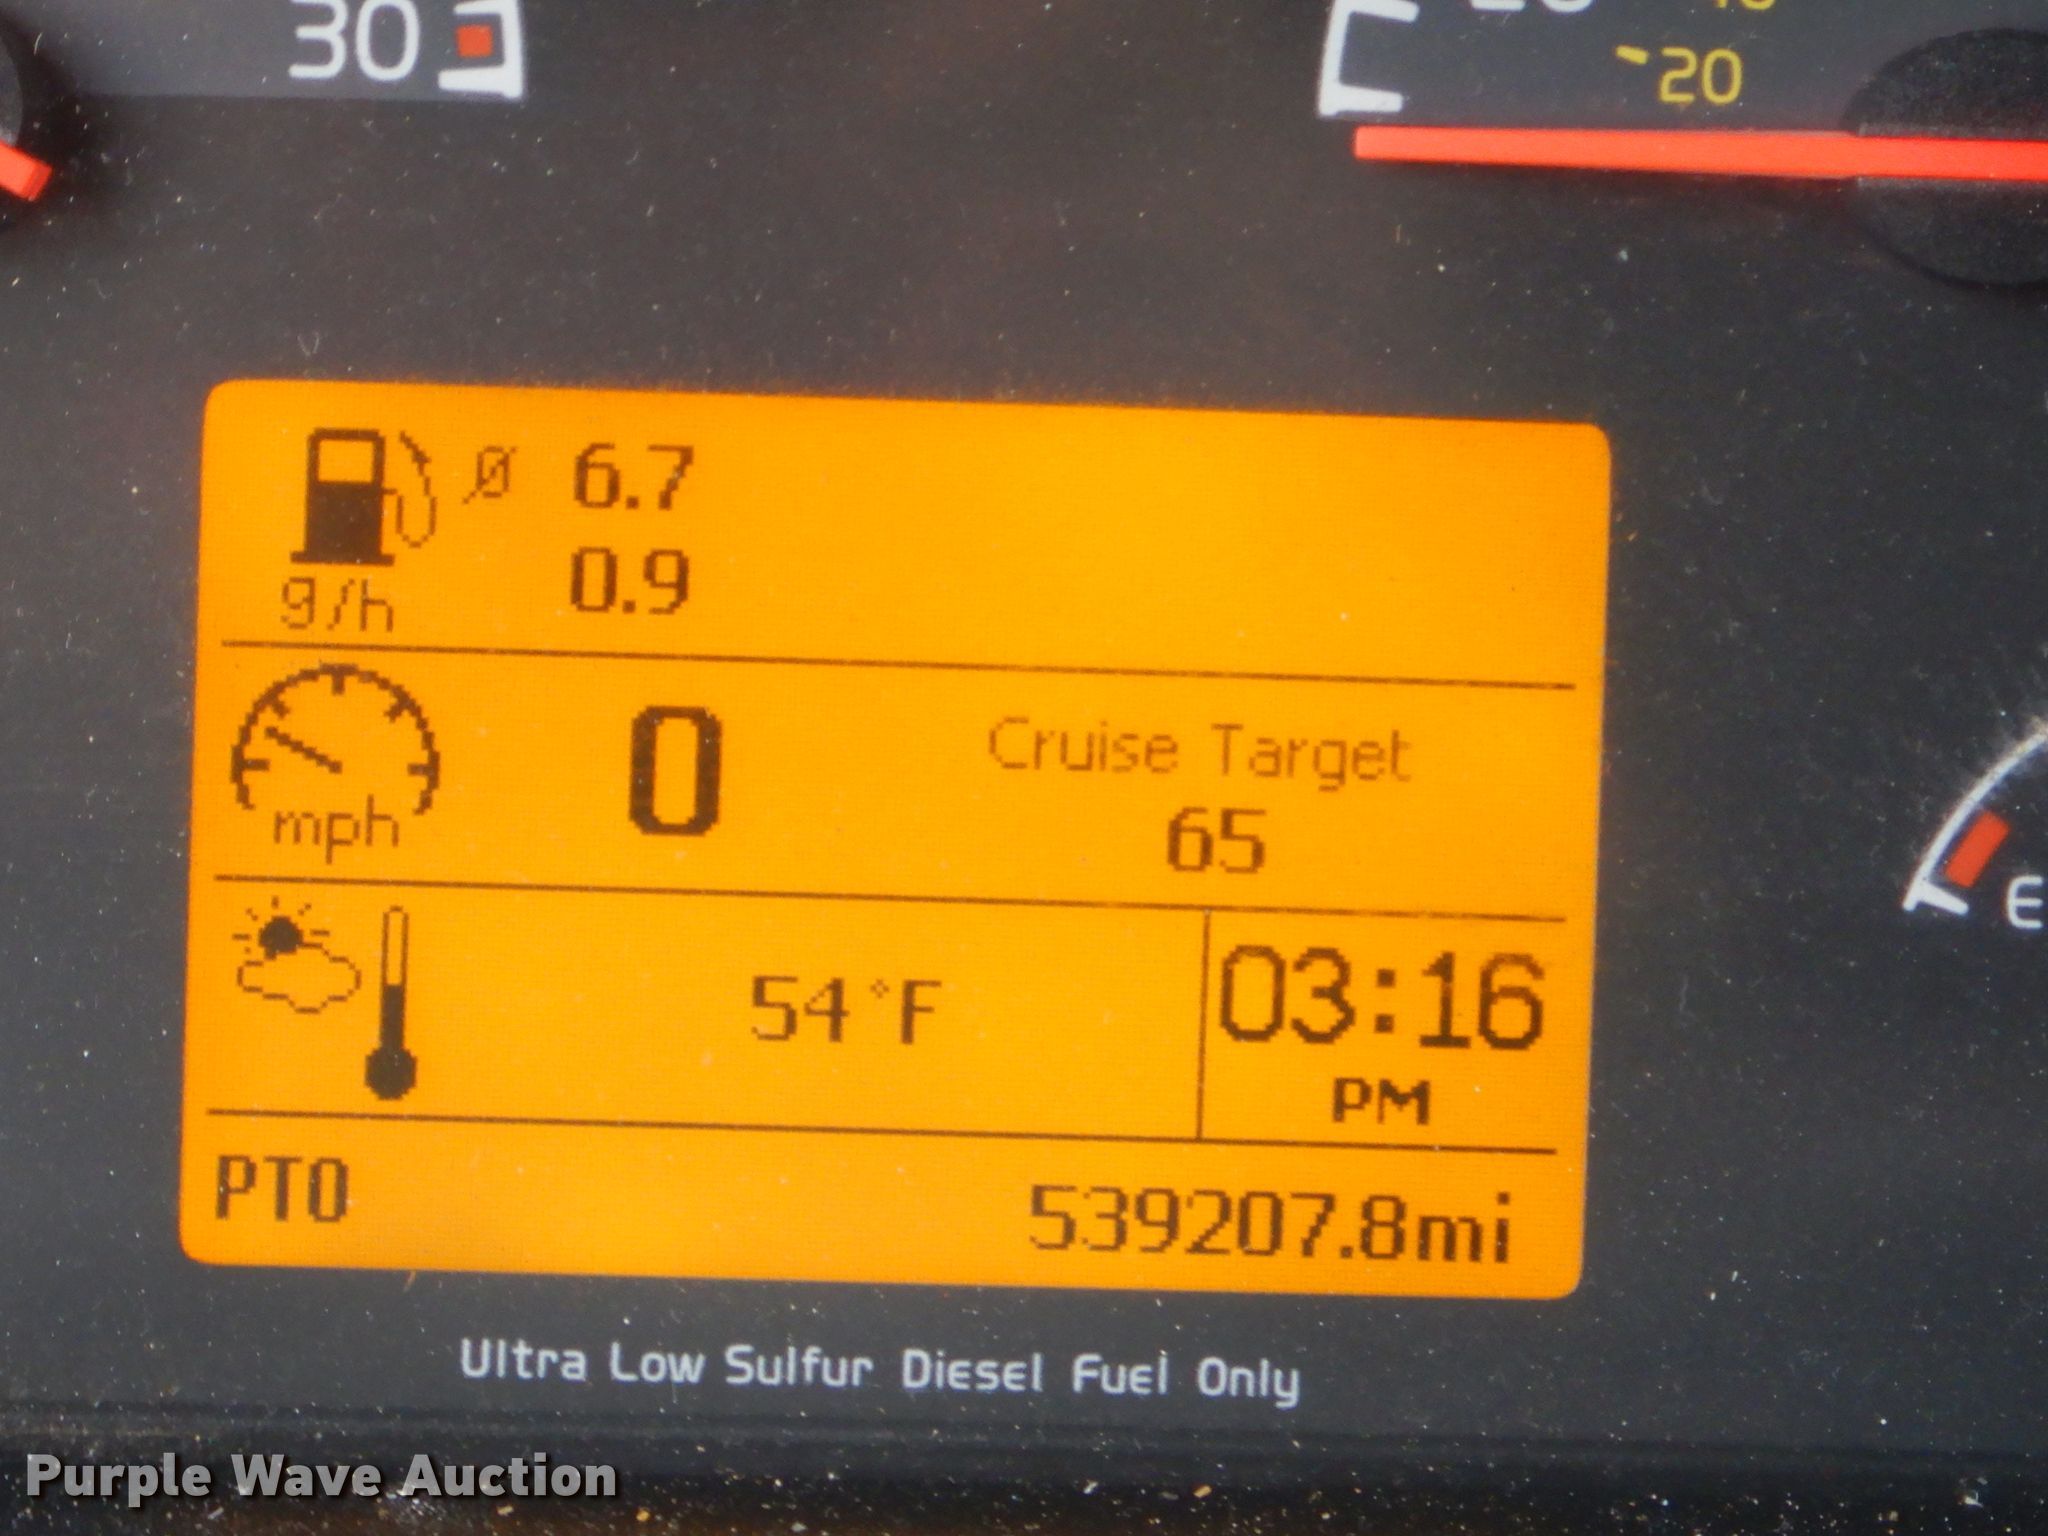 30
20
Ø 6.7
0.9
g/h
mph
0
Cruise Target
65
54°F
03:16
PM
E
PTO
539207.8mi
Ultra Low Sulfur Diesel Fuel Only
Purple Wave Auction